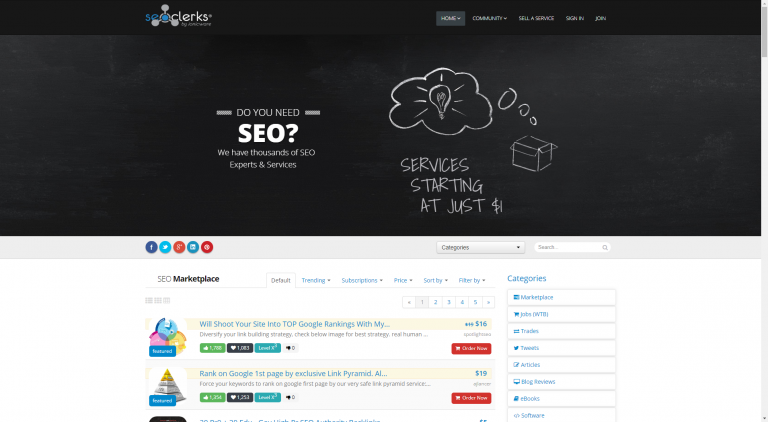 seoclerks®
by Ionicware
HOME
COMMUNITY
SELL A SERVICE
SIGN IN
JOIN
DO YOU NEED
SEO?
We have thousands of SEO
Experts & Services
SERVICES
STARTING
AT JUST $1
Categories
Search...
SEO Marketplace
Default
Trending
Subscriptions
Price
Sort by
Filter by
« 1 2 3 4 5 »
Will Shoot Your Site Into TOP Google Rankings With My...
$16
Diversify your link building strategy, check below image for best strategy. real human ...
featured
1,788
1,083
Level X
0
Order Now
Rank on Google 1st page by exclusive Link Pyramid. Al...
$19
Force your keywords to rank on google first page by our very safe link pyramid service:...
featured
1,354
1,253
Level X
0
Order Now
Categories
Marketplace
Jobs (WTB)
Trades
Tweets
Articles
Blog Reviews
eBooks
Software